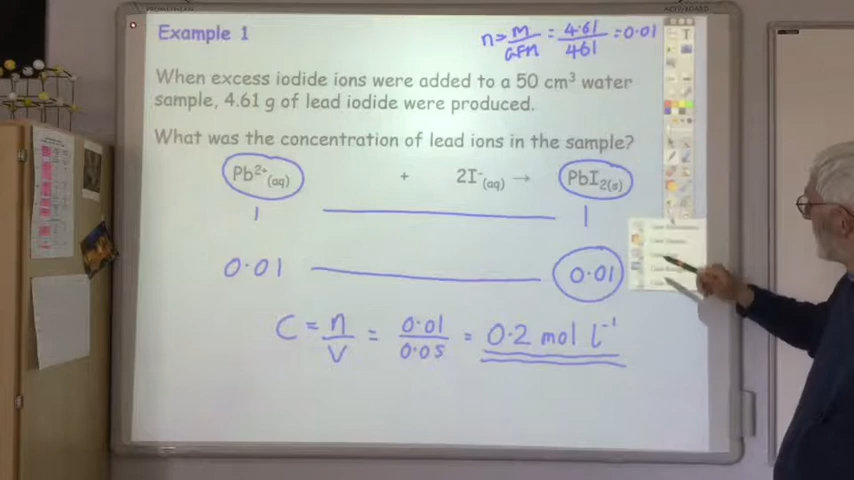 PROMETHEAN
ACTIVBOARD
Example 1
n = m/GFM = 4.61/461 = 0.01
When excess iodide ions were added to a 50 cm³ water
sample, 4.61 g of lead iodide were produced.
What was the concentration of lead ions in the sample?
Pb²⁺(aq) + 2I⁻(aq) → PbI₂(s)
1 1
0.01 0.01
C = n/V = 0.01/0.05 = 0.2 mol l⁻¹